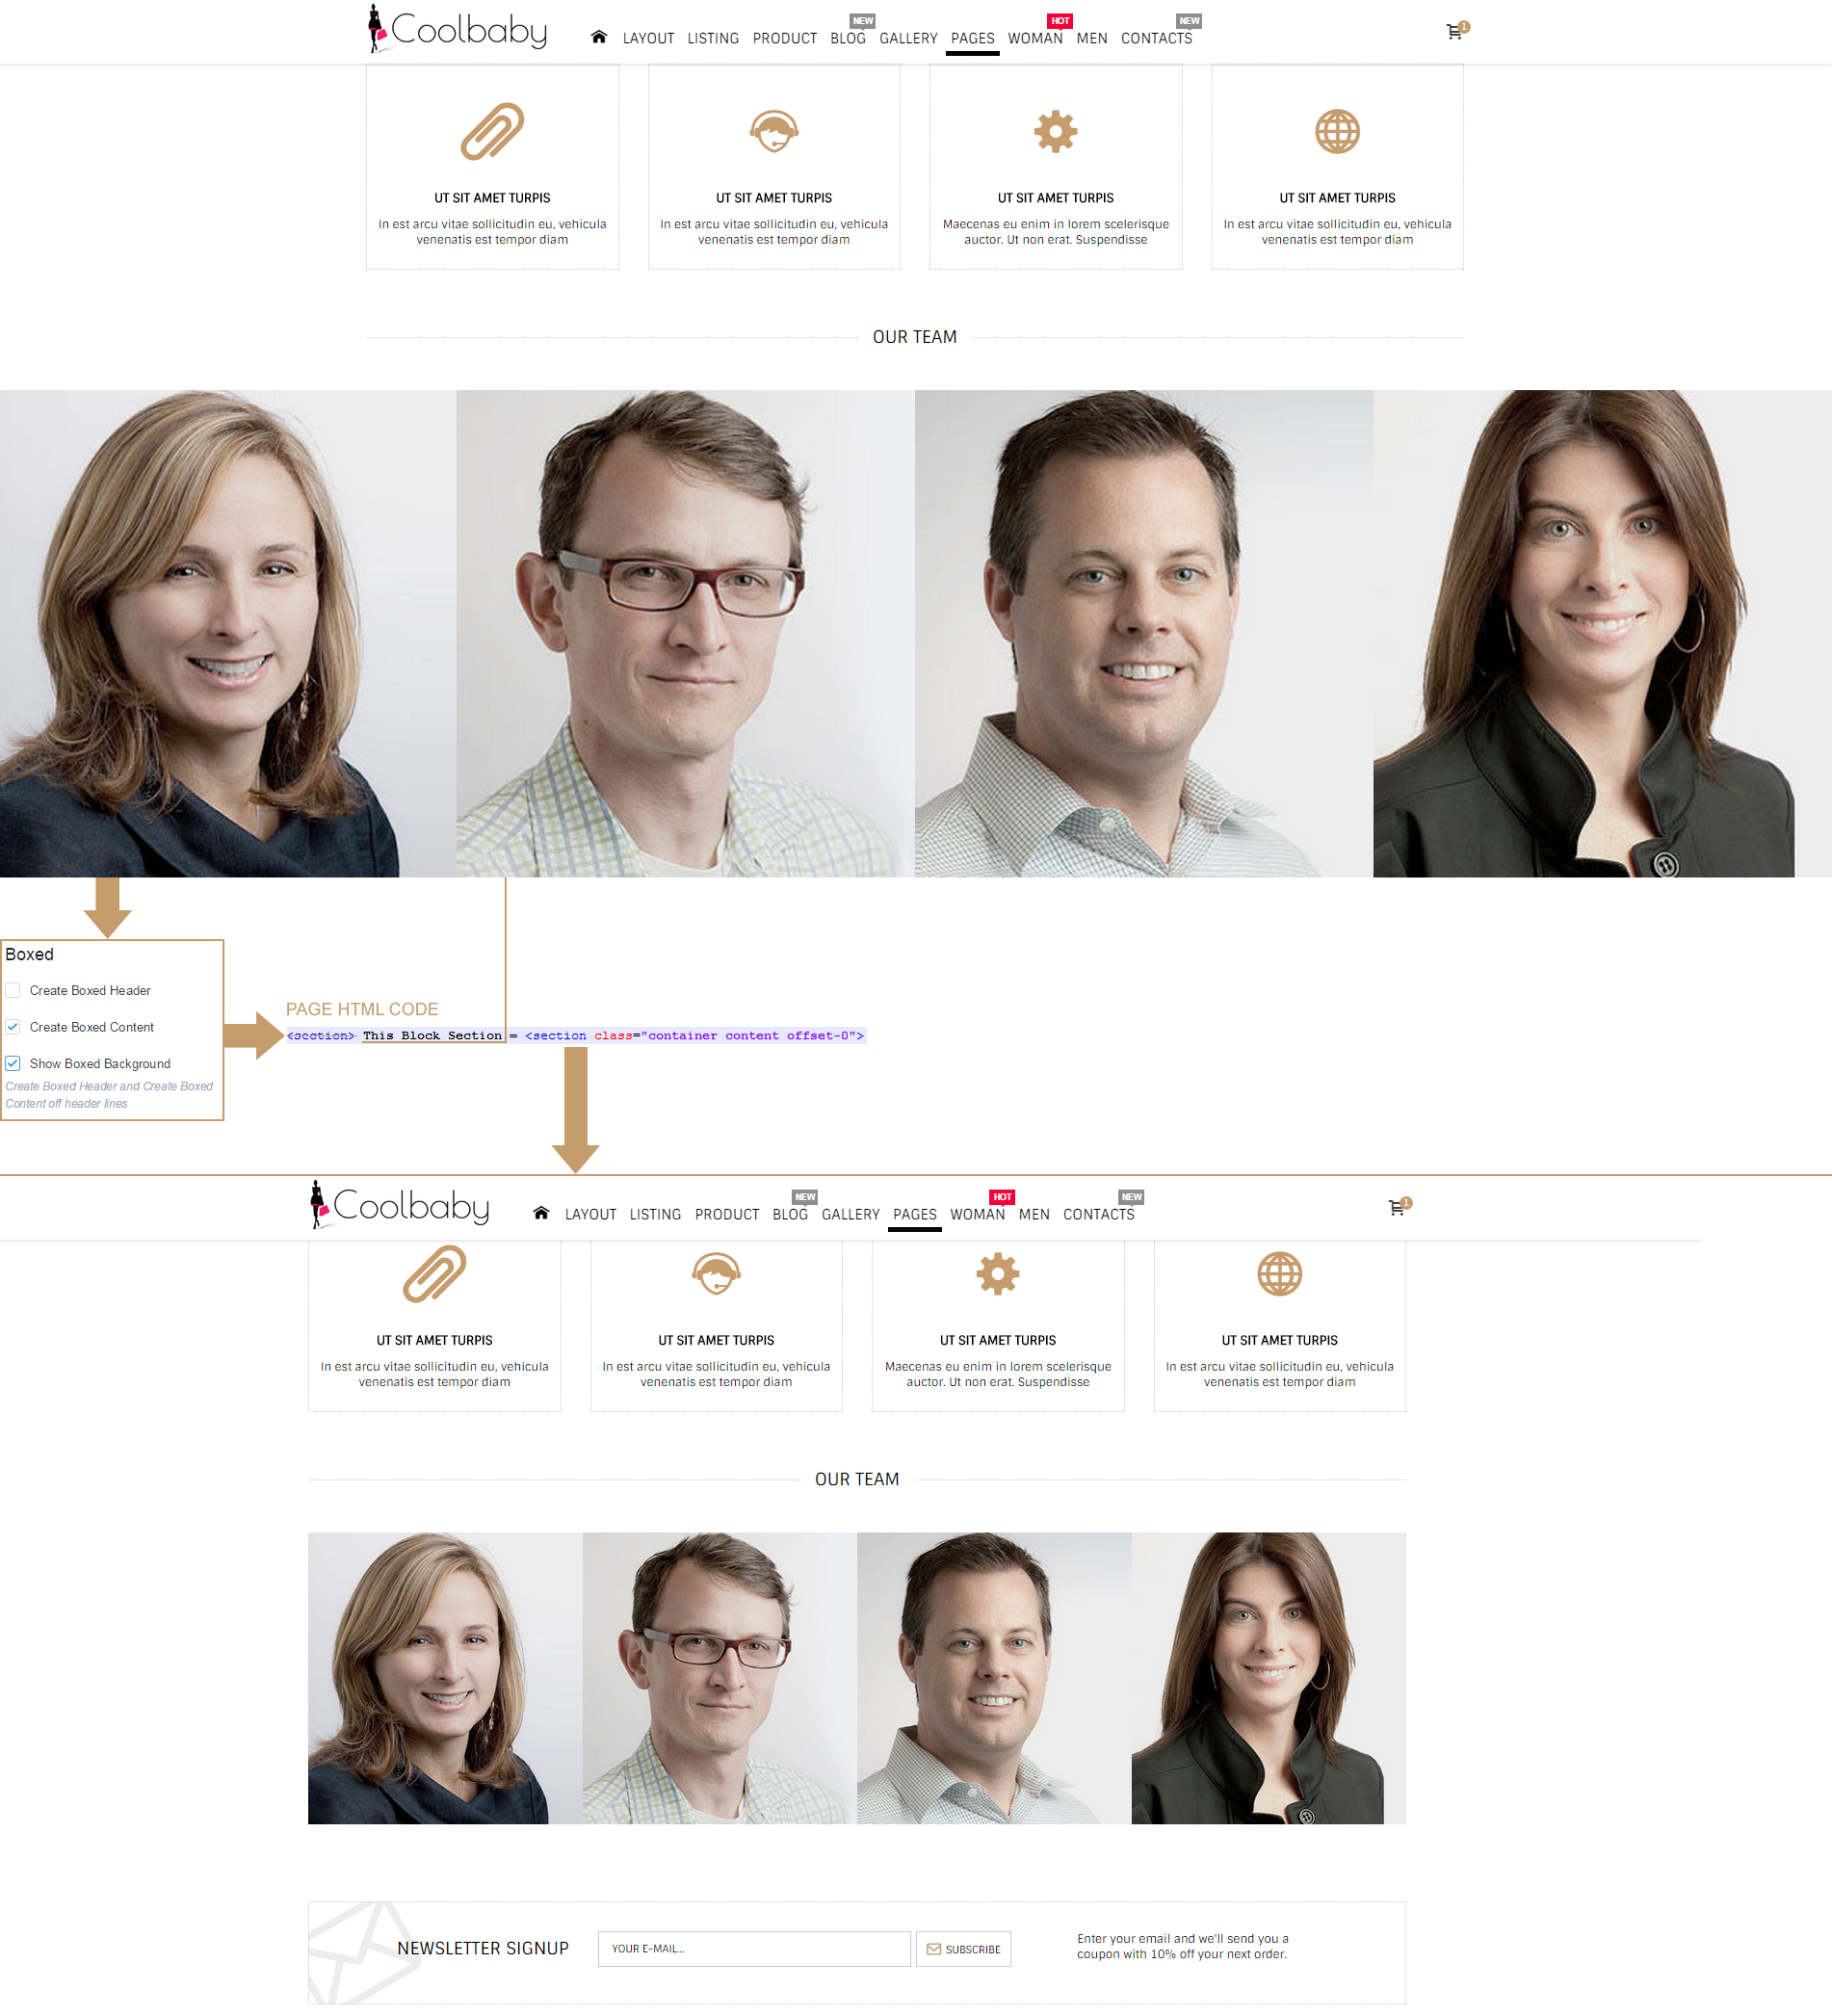 Coolbaby
LAYOUT LISTING PRODUCT BLOG NEW GALLERY PAGES WOMAN HOT MEN CONTACTS NEW 1
UT SIT AMET TURPIS
In est arcu vitae sollicitudin eu, vehicula
venenatis est tempor diam
UT SIT AMET TURPIS
In est arcu vitae sollicitudin eu, vehicula
venenatis est tempor diam
UT SIT AMET TURPIS
Maecenas eu enim in lorem scelerisque
auctor. Ut non erat. Suspendisse
UT SIT AMET TURPIS
In est arcu vitae sollicitudin eu, vehicula
venenatis est tempor diam
OUR TEAM
Boxed
Create Boxed Header
Create Boxed Content
Show Boxed Background
Create Boxed Header and Create Boxed
Content off header lines
PAGE HTML CODE
<section> This Block Section = <section class="container content offset-0">
Coolbaby
LAYOUT LISTING PRODUCT BLOG NEW GALLERY PAGES WOMAN HOT MEN CONTACTS NEW 1
UT SIT AMET TURPIS
In est arcu vitae sollicitudin eu, vehicula
venenatis est tempor diam
UT SIT AMET TURPIS
In est arcu vitae sollicitudin eu, vehicula
venenatis est tempor diam
UT SIT AMET TURPIS
Maecenas eu enim in lorem scelerisque
auctor. Ut non erat. Suspendisse
UT SIT AMET TURPIS
In est arcu vitae sollicitudin eu, vehicula
venenatis est tempor diam
OUR TEAM
NEWSLETTER SIGNUP
YOUR E-MAIL...
SUBSCRIBE
Enter your email and we'll send you a
coupon with 10% off your next order.